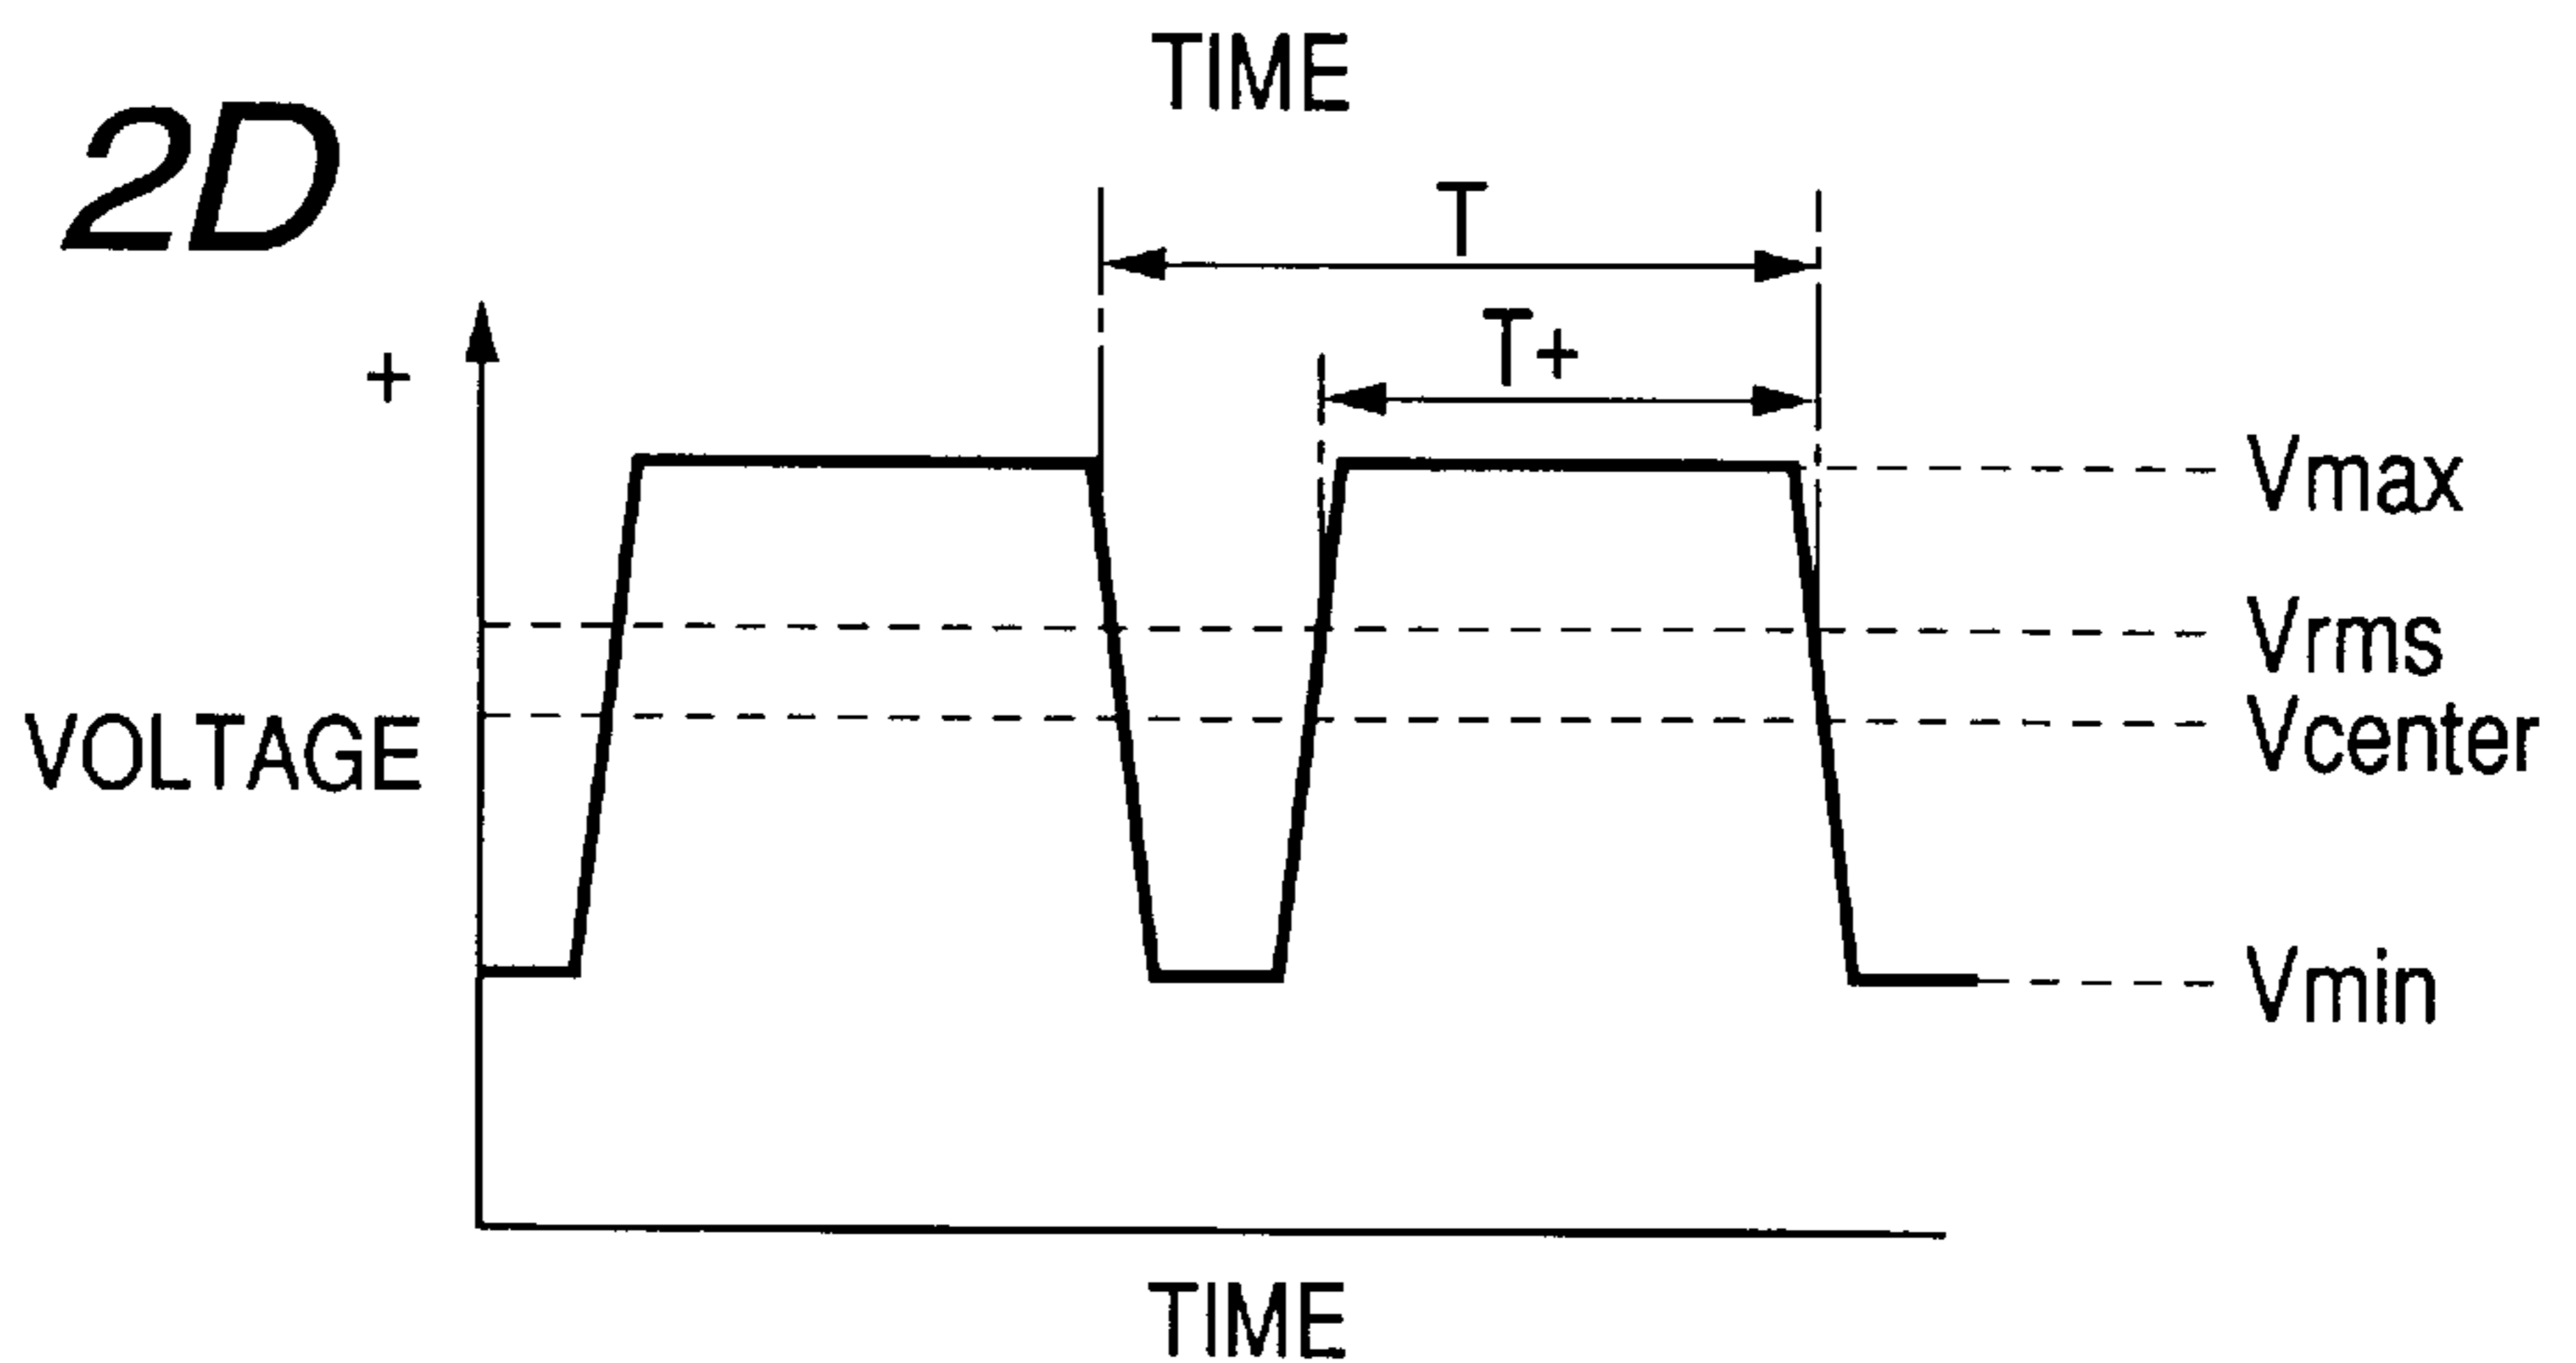 TIME
2D
T
T+
+
Vmax
Vrms
VOLTAGE
Vcenter
Vmin
TIME